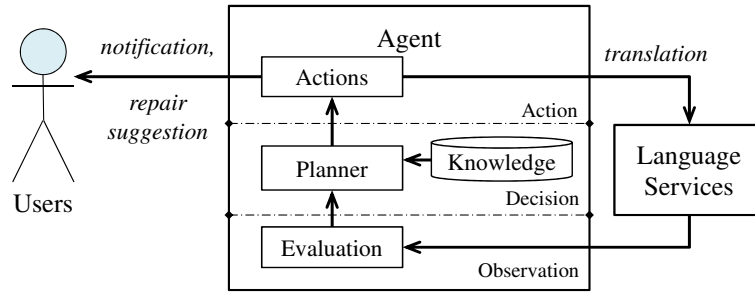 Agent
notification,
translation
Actions
repair
suggestion
Action
Language
Services
Planner
Knowledge
Decision
Users
Evaluation
Observation